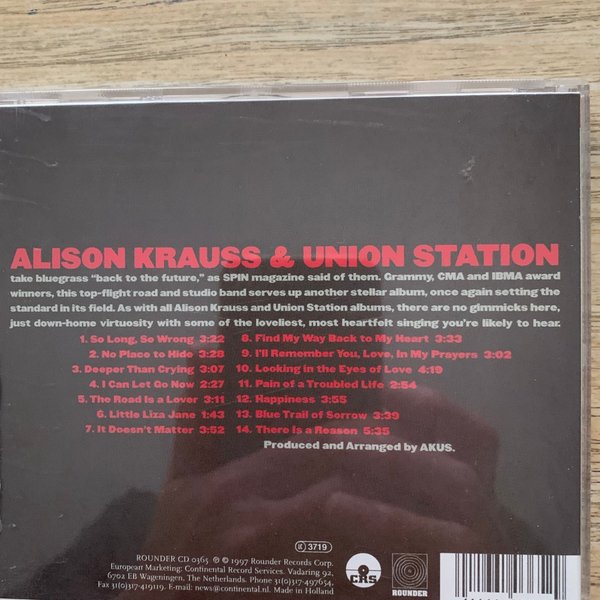 ALISON KRAUSS & UNION STATION
take bluegrass “back to the future,” as SPIN magazine said of them. Grammy, CMA and IBMA award
winners, this top-flight road and studio band serves up another stellar album, once again setting the
standard in its field. As with all Alison Krauss and Union Station albums, there are no gimmicks here,
just down-home virtuosity with some of the loveliest, most heartfelt singing you’re likely to hear.
1. So Long, So Wrong 3:22
2. No Place to Hide 3:28
3. Deeper Than Crying 3:07
4. I Can Let Go Now 2:27
5. The Road Is a Lover 3:11
6. Little Liza Jane 1:43
7. It Doesn’t Matter 3:52
8. Find My Way Back to My Heart 3:33
9. I’ll Remember You, Love, In My Prayers 3:02
10. Looking in the Eyes of Love 4:19
11. Pain of a Troubled Life 2:54
12. Happiness 3:55
13. Blue Trail of Sorrow 3:39
14. There Is a Reason 5:35
Produced and Arranged by AKUS.
3719
ROUNDER CD 0365 ℗ © 1997 Rounder Records Corp.
European Marketing: Continental Record Services. Vadaring 92,
6702 EB Wageningen, The Netherlands. Phone 31(0)317-497654,
Fax 31(0)317-419119. E-mail: news@continental.nl. Made in Holland
CRS
ROUNDER